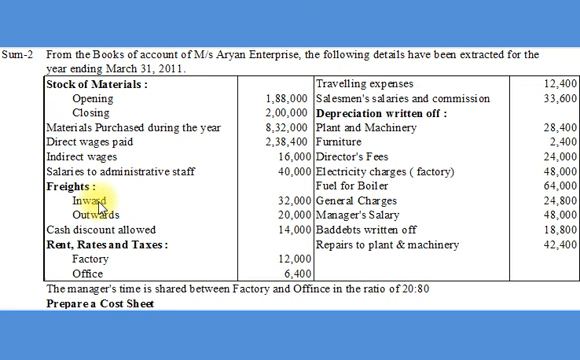 Sum-2 From the Books of account of M/s Aryan Enterprise, the following details have been extracted for the
year ending March 31, 2011.
Stock of Materials :
Opening 1,88,000
Closing 2,00,000
Materials Purchased during the year 8,32,000
Direct wages paid 2,38,400
Indirect wages 16,000
Salaries to administrative staff 40,000
Freights :
Inward 32,000
Outwards 20,000
Cash discount allowed 14,000
Rent, Rates and Taxes :
Factory 12,000
Office 6,400
Travelling expenses 12,400
Salesmen's salaries and commission 33,600
Depreciation written off :
Plant and Machinery 28,400
Furniture 2,400
Director's Fees 24,000
Electricity charges ( factory) 48,000
Fuel for Boiler 64,000
General Charges 24,800
Manager's Salary 48,000
Baddebts written off 18,800
Repairs to plant & machinery 42,400
The manager's time is shared between Factory and Offince in the ratio of 20:80
Prepare a Cost Sheet